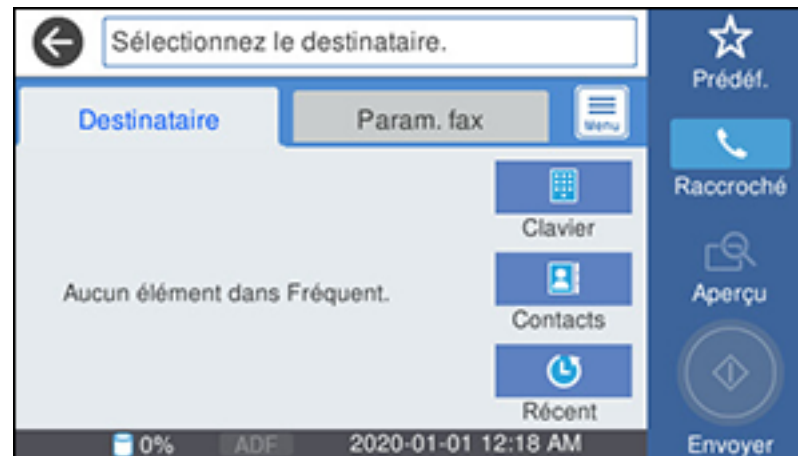 Sélectionnez le destinataire.
Prédéf.
Destinataire
Param. fax
Menu
Raccroché
Clavier
Aucun élément dans Fréquent.
Aperçu
Contacts
Récent
0%
ADF
2020-01-01 12:18 AM
Envoyer